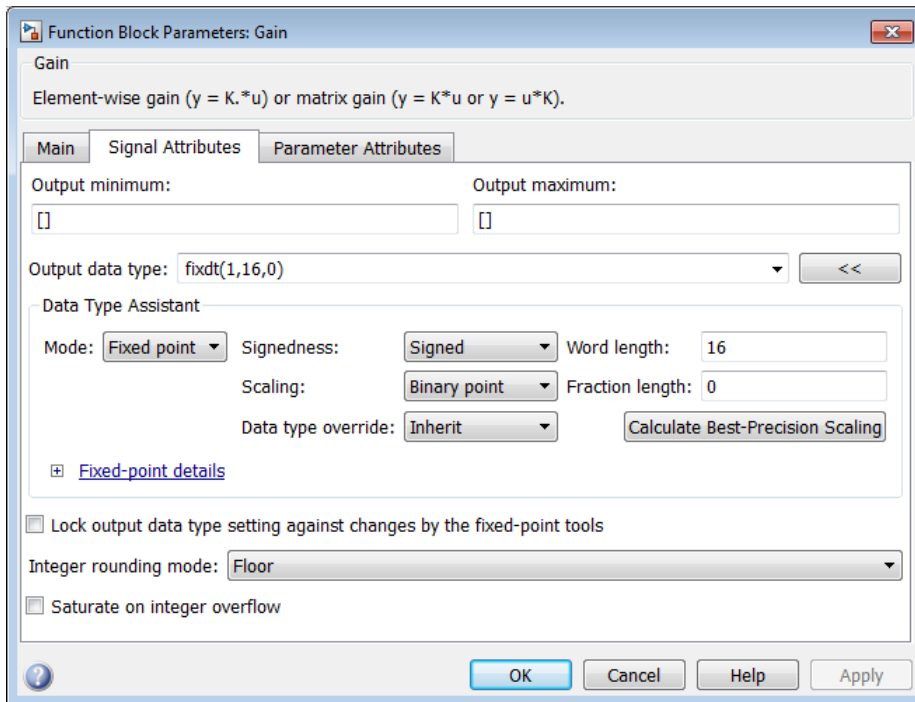 Function Block Parameters: Gain
Gain
Element-wise gain (y = K.*u) or matrix gain (y = K*u or y = u*K).
Main Signal Attributes Parameter Attributes
Output minimum: Output maximum:
[] []
Output data type: fixdt(1,16,0) <<
Data Type Assistant
Mode: Fixed point Signedness: Signed Word length: 16
Scaling: Binary point Fraction length: 0
Data type override: Inherit Calculate Best-Precision Scaling
Fixed-point details
Lock output data type setting against changes by the fixed-point tools
Integer rounding mode: Floor
Saturate on integer overflow
OK Cancel Help Apply